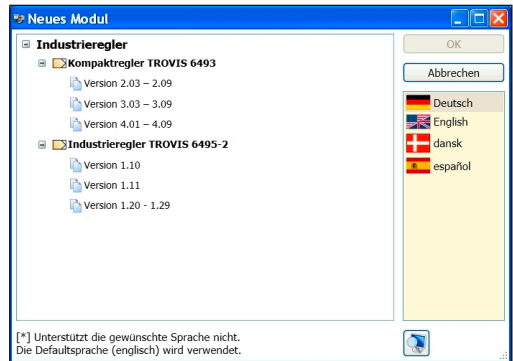 Neues Modul
Industrieregler
Kompaktregler TROVIS 6493
Version 2.03 – 2.09
Version 3.03 – 3.09
Version 4.01 – 4.09
Industrieregler TROVIS 6495-2
Version 1.10
Version 1.11
Version 1.20 - 1.29
OK
Abbrechen
Deutsch
English
dansk
español
[*] Unterstützt die gewünschte Sprache nicht.
Die Defaultsprache (englisch) wird verwendet.